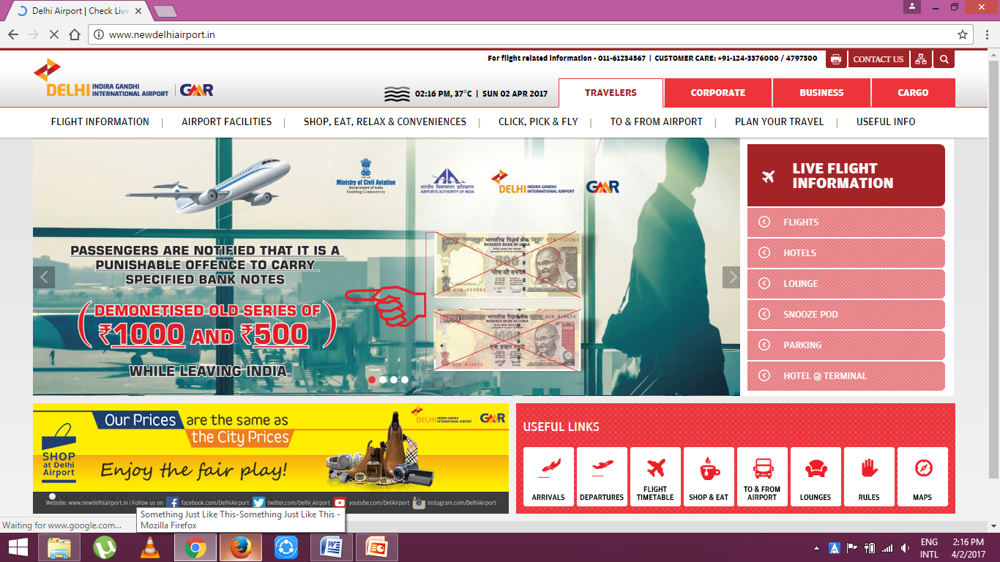 Delhi Airport | Check Live
www.newdelhiairport.in
For flight related information - 011-61234567 | CUSTOMER CARE: +91-124-3376000 / 4797300
CONTACT US
DELHI INDIRA GANDHI INTERNATIONAL AIRPORT
GMR
02:16 PM, 37°C | SUN 02 APR 2017
TRAVELERS
CORPORATE
BUSINESS
CARGO
FLIGHT INFORMATION | AIRPORT FACILITIES | SHOP, EAT, RELAX & CONVENIENCES | CLICK, PICK & FLY | TO & FROM AIRPORT | PLAN YOUR TRAVEL | USEFUL INFO
Ministry of Civil Aviation
Government of India
Enabling Connectivity
भारतीय विमानपत्तन प्राधिकरण
AIRPORTS AUTHORITY OF INDIA
DELHI INDIRA GANDHI INTERNATIONAL AIRPORT
GMR
PASSENGERS ARE NOTIFIED THAT IT IS A
PUNISHABLE OFFENCE TO CARRY
SPECIFIED BANK NOTES
(DEMONETISED OLD SERIES OF
₹1000 AND ₹500)
WHILE LEAVING INDIA
भारतीय रिज़र्व बैंक
RESERVE BANK OF INDIA
500
पाँच सौ रुपये
भारतीय रिज़र्व बैंक
RESERVE BANK OF INDIA
1000
एक हज़ार रुपये
LIVE FLIGHT
INFORMATION
FLIGHTS
HOTELS
LOUNGE
SNOOZE POD
PARKING
HOTEL @ TERMINAL
Our Prices are the same as
the City Prices
Enjoy the fair play!
SHOP
at Delhi
Airport
DELHI INDIRA GANDHI INTERNATIONAL AIRPORT
GMR
Website: www.newdelhiairport.in | Follow us on facebook.com/DelhiAirport twitter.com/Delhi_Airport youtube.com/DelAirport instagram.com/DelhiAirport
USEFUL LINKS
ARRIVALS
DEPARTURES
FLIGHT
TIMETABLE
SHOP & EAT
TO & FROM
AIRPORT
LOUNGES
RULES
MAPS
Waiting for www.google.com...
Something Just Like This-Something Just Like This -
Mozilla Firefox
ENG
INTL
2:16 PM
4/2/2017